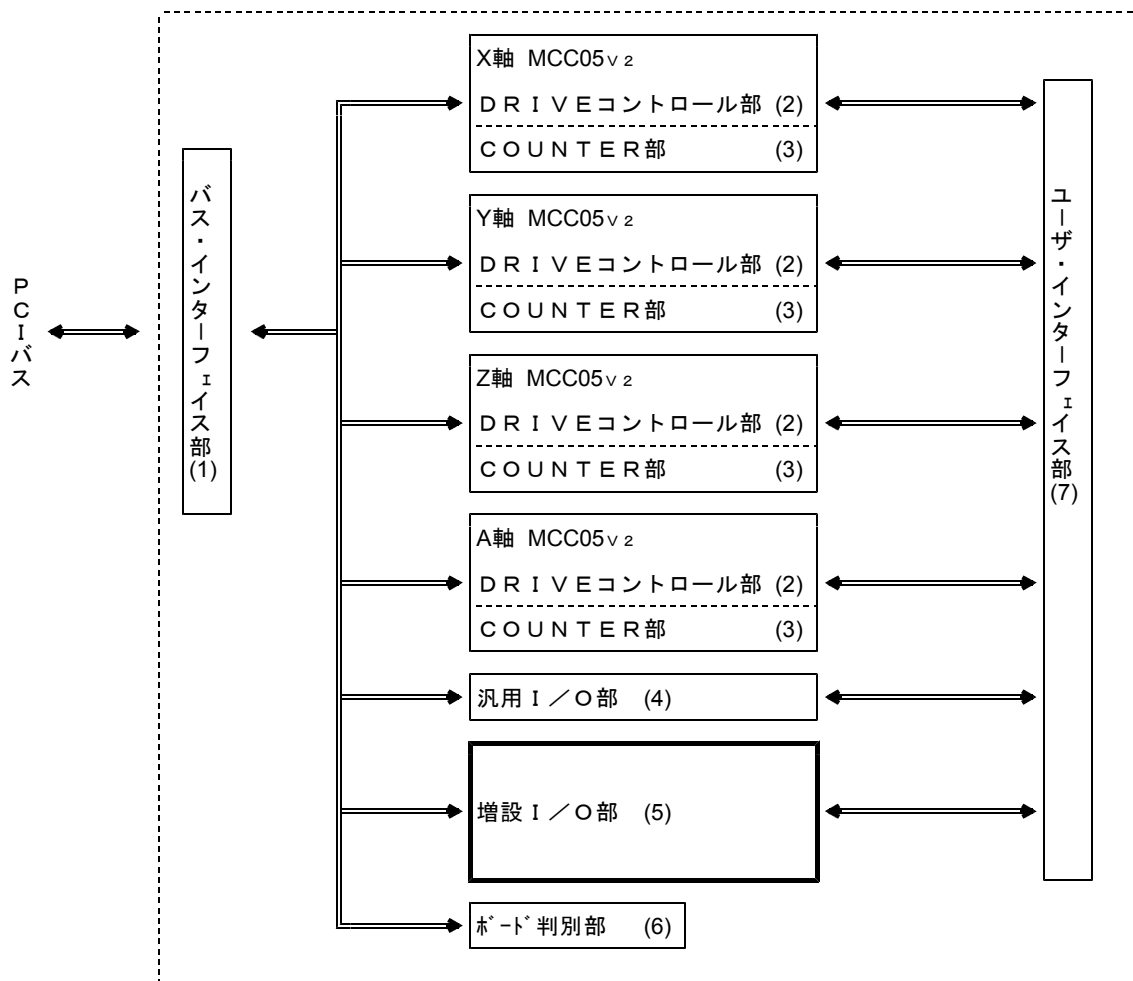 PCIバス
バス・インターフェイス部
(1)
X軸 MCC05v2
DRIVEコントロール部 (2)
COUNTER部 (3)
Y軸 MCC05v2
DRIVEコントロール部 (2)
COUNTER部 (3)
Z軸 MCC05v2
DRIVEコントロール部 (2)
COUNTER部 (3)
A軸 MCC05v2
DRIVEコントロール部 (2)
COUNTER部 (3)
汎用I/O部 (4)
増設I/O部 (5)
ボード判別部 (6)
ユーザ・インターフェイス部
(7)